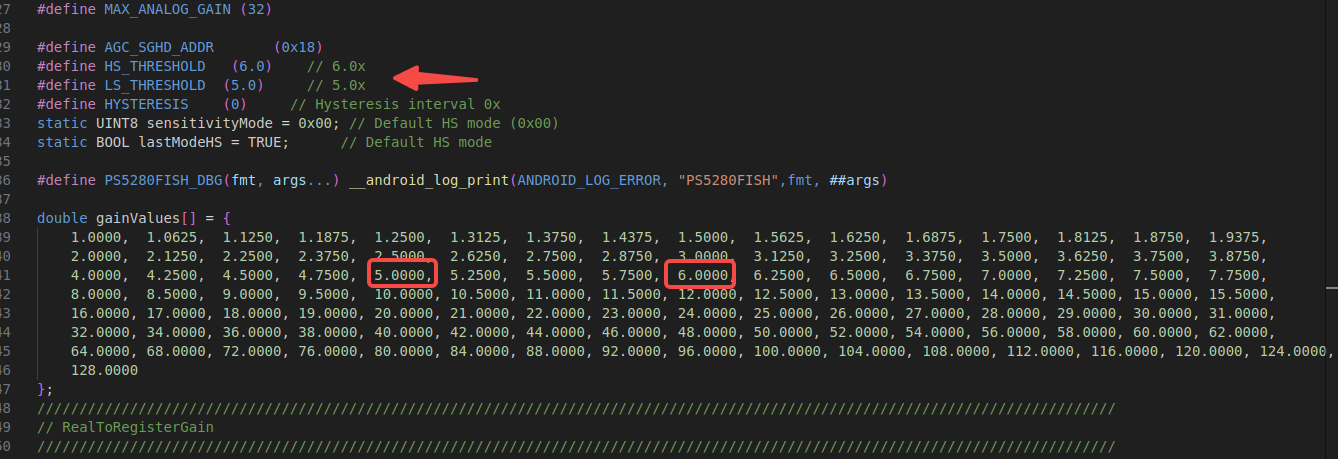 27 #define MAX_ANALOG_GAIN (32)
28
29 #define AGC_SGHD_ADDR (0x18)
30 #define HS_THRESHOLD (6.0) // 6.0x
31 #define LS_THRESHOLD (5.0) // 5.0x
32 #define HYSTERESIS (0) // Hysteresis interval 0x
33 static UINT8 sensitivityMode = 0x00; // Default HS mode (0x00)
34 static BOOL lastModeHS = TRUE; // Default HS mode
35
36 #define PS5280FISH_DBG(fmt, args...) __android_log_print(ANDROID_LOG_ERROR, "PS5280FISH",fmt, ##args)
37
38 double gainValues[] = {
39 1.0000, 1.0625, 1.1250, 1.1875, 1.2500, 1.3125, 1.3750, 1.4375, 1.5000, 1.5625, 1.6250, 1.6875, 1.7500, 1.8125, 1.8750, 1.9375,
40 2.0000, 2.1250, 2.2500, 2.3750, 2.5000, 2.6250, 2.7500, 2.8750, 3.0000, 3.1250, 3.2500, 3.3750, 3.5000, 3.6250, 3.7500, 3.8750,
41 4.0000, 4.2500, 4.5000, 4.7500, 5.0000, 5.2500, 5.5000, 5.7500, 6.0000, 6.2500, 6.5000, 6.7500, 7.0000, 7.2500, 7.5000, 7.7500,
42 8.0000, 8.5000, 9.0000, 9.5000, 10.0000, 10.5000, 11.0000, 11.5000, 12.0000, 12.5000, 13.0000, 13.5000, 14.0000, 14.5000, 15.0000, 15.5000,
43 16.0000, 17.0000, 18.0000, 19.0000, 20.0000, 21.0000, 22.0000, 23.0000, 24.0000, 25.0000, 26.0000, 27.0000, 28.0000, 29.0000, 30.0000, 31.0000,
44 32.0000, 34.0000, 36.0000, 38.0000, 40.0000, 42.0000, 44.0000, 46.0000, 48.0000, 50.0000, 52.0000, 54.0000, 56.0000, 58.0000, 60.0000, 62.0000,
45 64.0000, 68.0000, 72.0000, 76.0000, 80.0000, 84.0000, 88.0000, 92.0000, 96.0000, 100.0000, 104.0000, 108.0000, 112.0000, 116.0000, 120.0000, 124.0000,
46 128.0000
47 };
48 ////////////////////////////////////////////////////////////////////////////////////////////////////////////////////////////////
49 // RealToRegisterGain
50 ////////////////////////////////////////////////////////////////////////////////////////////////////////////////////////////////